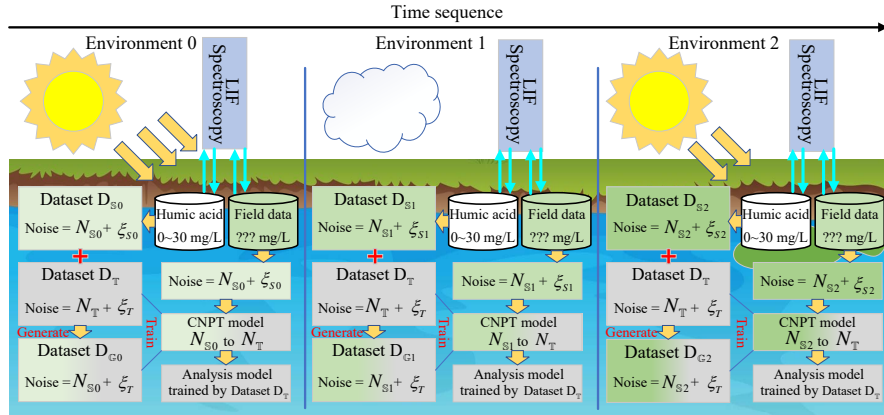 Time sequence
Environment 0
LIF
Spectroscopy
Dataset D𝕊0
Noise = N𝕊0 + ξS0
Humic acid
0~30 mg/L
Field data
??? mg/L
+
Dataset D𝕋
Noise = N𝕋 + ξT
Noise = N𝕊0 + ξS0
Generate
Train
CNPT model
N𝕊0 to N𝕋
Dataset D𝔾0
Noise = N𝕊0 + ξT
Analysis model
trained by Dataset D𝕋
Environment 1
LIF
Spectroscopy
Dataset D𝕊1
Noise = N𝕊1 + ξS1
Humic acid
0~30 mg/L
Field data
??? mg/L
+
Dataset D𝕋
Noise = N𝕋 + ξT
Noise = N𝕊1 + ξS1
Generate
Train
CNPT model
N𝕊1 to N𝕋
Dataset D𝔾1
Noise = N𝕊1 + ξT
Analysis model
trained by Dataset D𝕋
Environment 2
LIF
Spectroscopy
Dataset D𝕊2
Noise = N𝕊2 + ξS2
Humic acid
0~30 mg/L
Field data
??? mg/L
+
Dataset D𝕋
Noise = N𝕋 + ξT
Noise = N𝕊2 + ξS2
Generate
Train
CNPT model
N𝕊2 to N𝕋
Dataset D𝔾2
Noise = N𝕊2 + ξT
Analysis model
trained by Dataset D𝕋